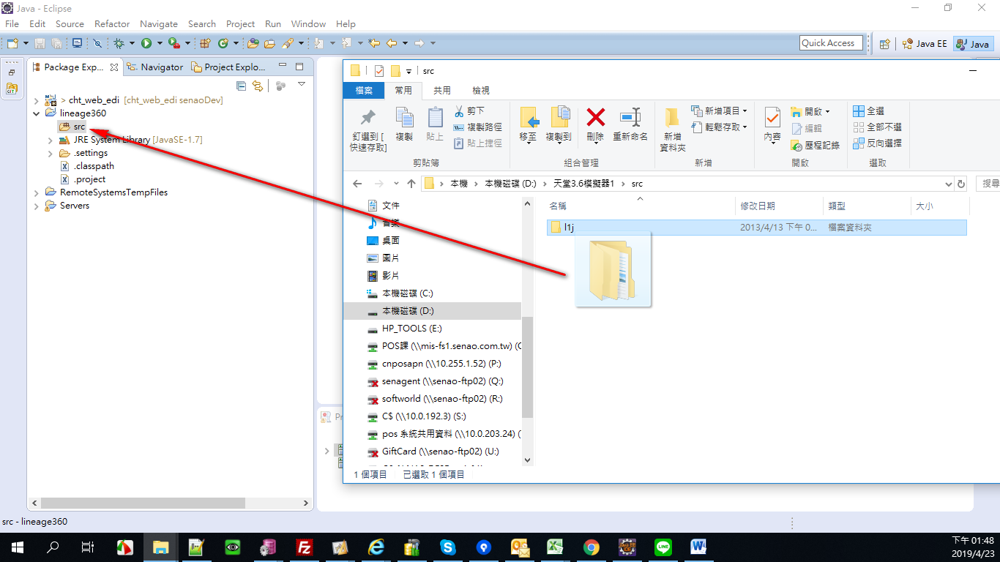 Java - Eclipse
File Edit Source Refactor Navigate Search Project Run Window Help
Quick Access
Java EE
Java
Package Exp...
Navigator
Project Explo...
> cht_web_edi [cht_web_edi senaoDev]
lineage360
src
JRE System Library [JavaSE-1.7]
.settings
.classpath
.project
RemoteSystemsTempFiles
Servers
src
檔案 常用 共用 檢視
釘選到 [
快速存取]
複製
貼上
剪下
複製路徑
貼上捷徑
剪貼簿
移至
複製到
刪除
重新命名
組合管理
新增
資料夾
新增項目
輕鬆存取
新增
內容
開啟
編輯
歷程記錄
開啟
全選
全部不選
反向選擇
選取
本機 > 本機磁碟 (D:) > 天堂3.6模擬器1 > src
搜尋
名稱 修改日期 類型 大小
l1j 2013/4/13 下午 0... 檔案資料夾
文件
音樂
桌面
圖片
影片
本機磁碟 (C:)
本機磁碟 (D:)
HP_TOOLS (E:)
POS課 (\\mis-fs1.senao.com.tw) (
cnposapn (\\10.255.1.52) (P:)
senagent (\\senao-ftp02) (Q:)
softworld (\\senao-ftp02) (R:)
C$ (\\10.0.192.3) (S:)
pos 系統共用資料 (\\10.0.203.24) (
GiftCard (\\senao-ftp02) (U:)
1 個項目 已選取 1 個項目
src - lineage360
下午 01:48
2019/4/23